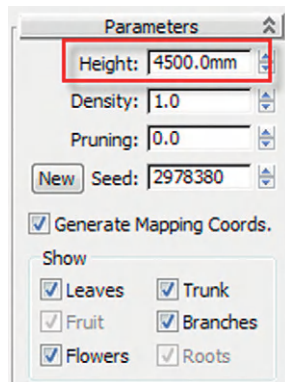 Parameters
Height: 4500.0mm
Density: 1.0
Pruning: 0.0
New Seed: 2978380
Generate Mapping Coords.
Show
Leaves Trunk
Fruit Branches
Flowers Roots